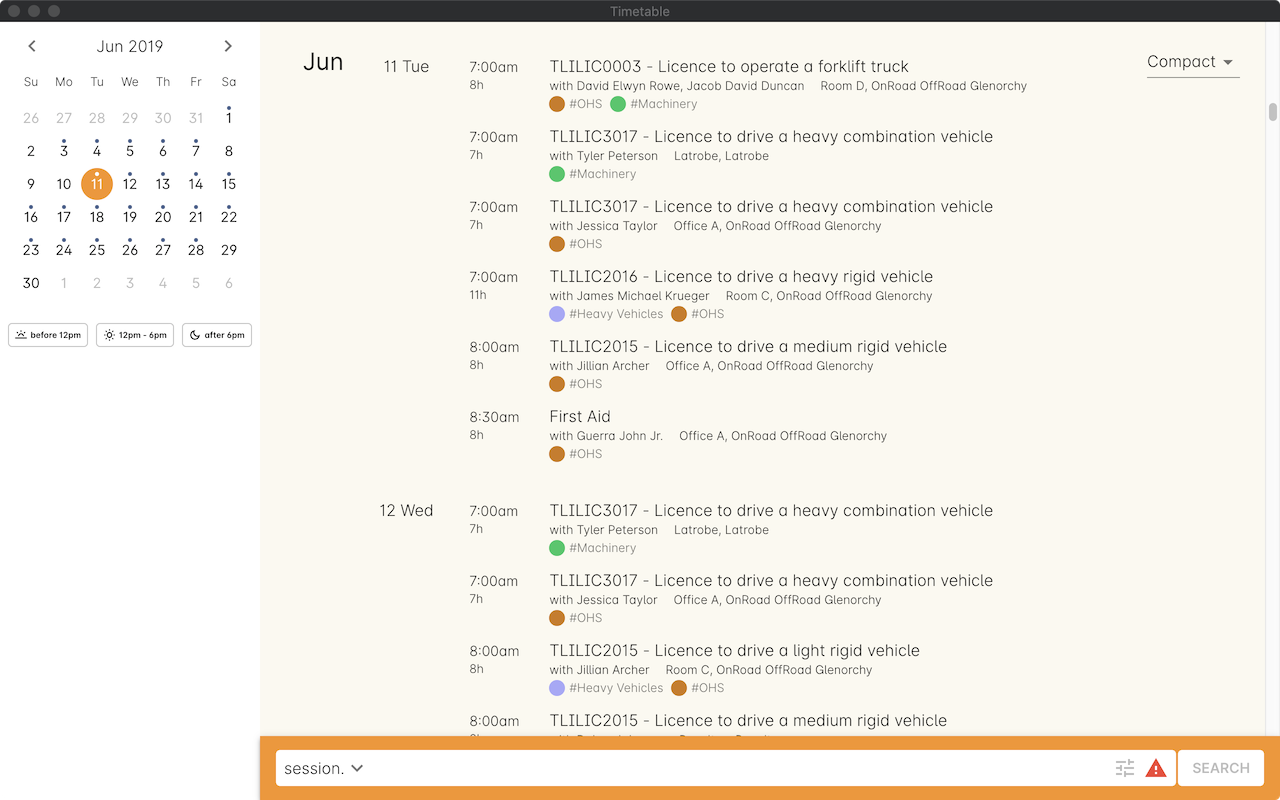 Timetable
Jun 2019
Su Mo Tu We Th Fr Sa
26 27 28 29 30 31 1
2 3 4 5 6 7 8
9 10 11 12 13 14 15
16 17 18 19 20 21 22
23 24 25 26 27 28 29
30 1 2 3 4 5 6
before 12pm 12pm - 6pm after 6pm
Compact
Jun
11 Tue
7:00am TLILIC0003 - Licence to operate a forklift truck
8h with David Elwyn Rowe, Jacob David Duncan Room D, OnRoad OffRoad Glenorchy
#OHS #Machinery
7:00am TLILIC3017 - Licence to drive a heavy combination vehicle
7h with Tyler Peterson Latrobe, Latrobe
#Machinery
7:00am TLILIC3017 - Licence to drive a heavy combination vehicle
7h with Jessica Taylor Office A, OnRoad OffRoad Glenorchy
#OHS
7:00am TLILIC2016 - Licence to drive a heavy rigid vehicle
11h with James Michael Krueger Room C, OnRoad OffRoad Glenorchy
#Heavy Vehicles #OHS
8:00am TLILIC2015 - Licence to drive a medium rigid vehicle
8h with Jillian Archer Office A, OnRoad OffRoad Glenorchy
#OHS
8:30am First Aid
8h with Guerra John Jr. Office A, OnRoad OffRoad Glenorchy
#OHS
12 Wed
7:00am TLILIC3017 - Licence to drive a heavy combination vehicle
7h with Tyler Peterson Latrobe, Latrobe
#Machinery
7:00am TLILIC3017 - Licence to drive a heavy combination vehicle
7h with Jessica Taylor Office A, OnRoad OffRoad Glenorchy
#OHS
8:00am TLILIC2015 - Licence to drive a light rigid vehicle
8h with Jillian Archer Room C, OnRoad OffRoad Glenorchy
#Heavy Vehicles #OHS
8:00am TLILIC2015 - Licence to drive a medium rigid vehicle
session.
SEARCH